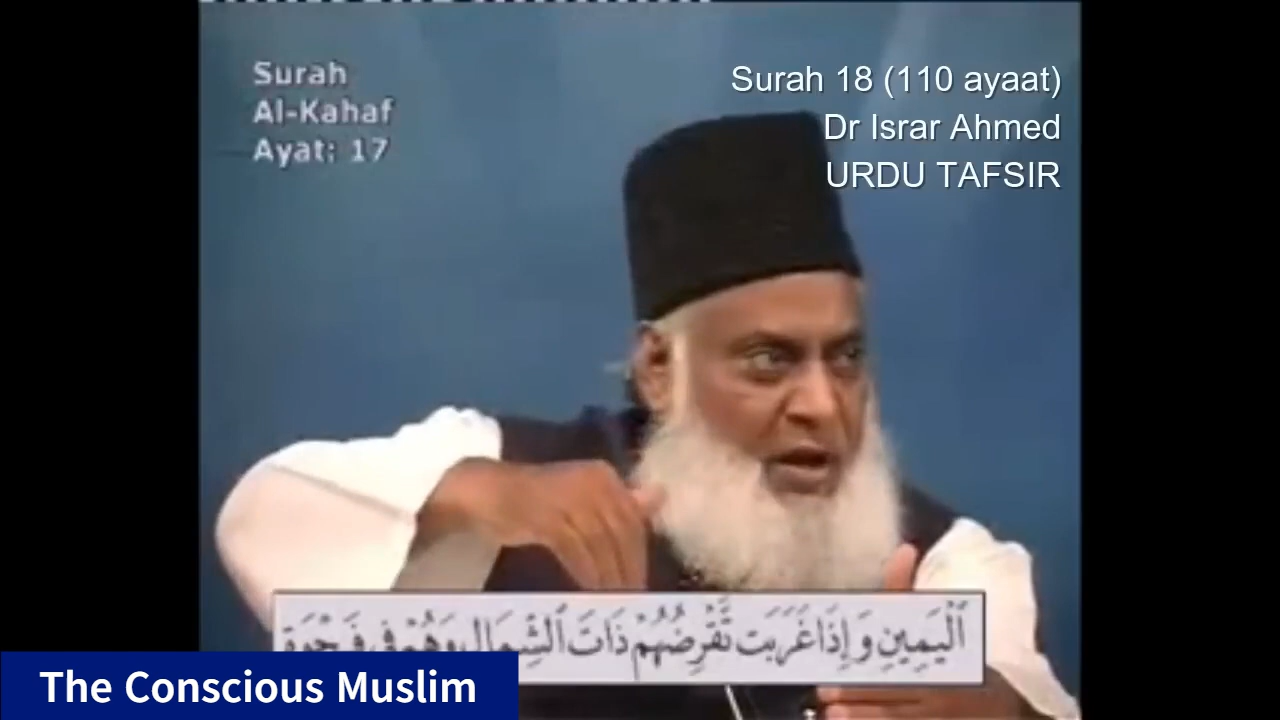 Surah
Al-Kahaf
Ayat: 17
Surah 18 (110 ayaat)
Dr Israr Ahmed
URDU TAFSIR
ٱلْيَمِينِ وَإِذَا غَرَبَت تَّقْرِضُهُمْ ذَاتَ ٱلشِّمَالِ وَهُمْ فِى فَجْوَةٍ
The Conscious Muslim